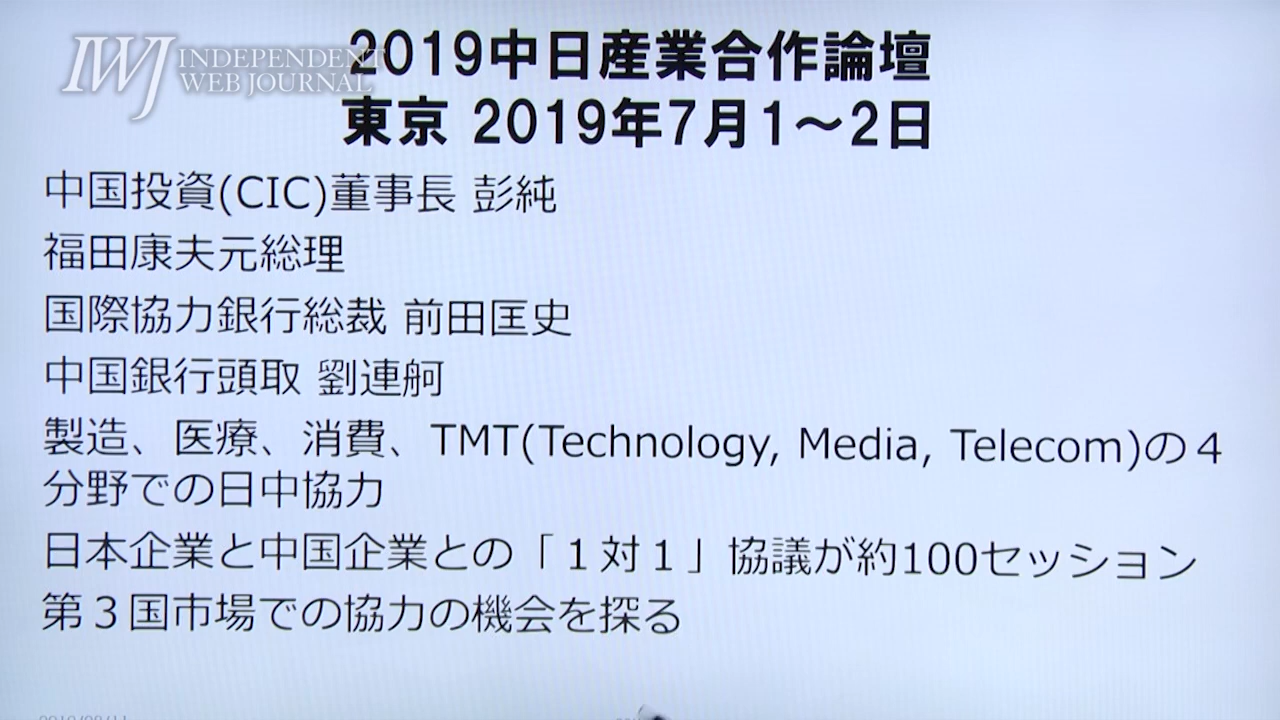 IWJ INDEPENDENT
WEB JOURNAL
2019中日産業合作論壇
東京 2019年7月1～2日
中国投資(CIC)董事長 彭純
福田康夫元総理
国際協力銀行総裁 前田匡史
中国銀行頭取 劉連舸
製造、医療、消費、TMT(Technology, Media, Telecom)の４
分野での日中協力
日本企業と中国企業との「１対１」協議が約100セッション
第３国市場での協力の機会を探る